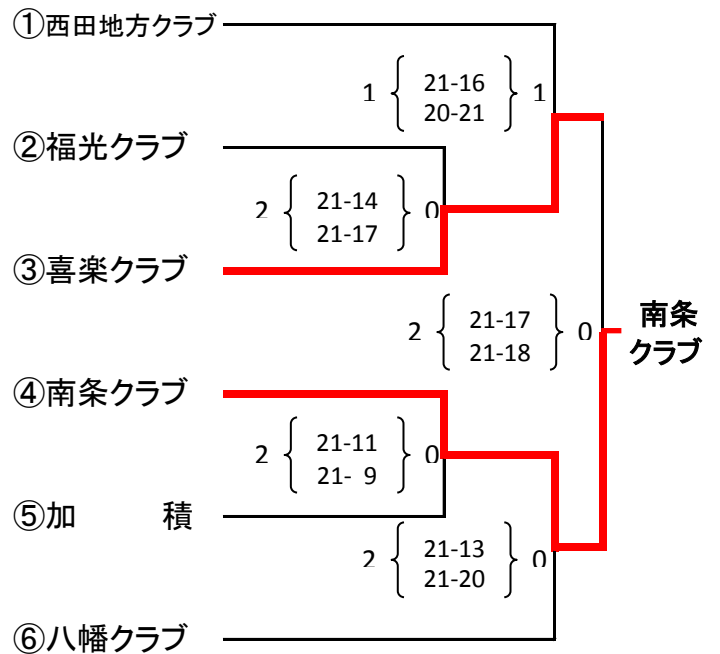 ①西田地方クラブ
1 { 21-16 } 1
20-21
②福光クラブ
2 { 21-14 } 0
21-17
③喜楽クラブ
2 { 21-17 } 0
21-18
南条
クラブ
④南条クラブ
2 { 21-11 } 0
21- 9
⑤加 積
2 { 21-13 } 0
21-20
⑥八幡クラブ